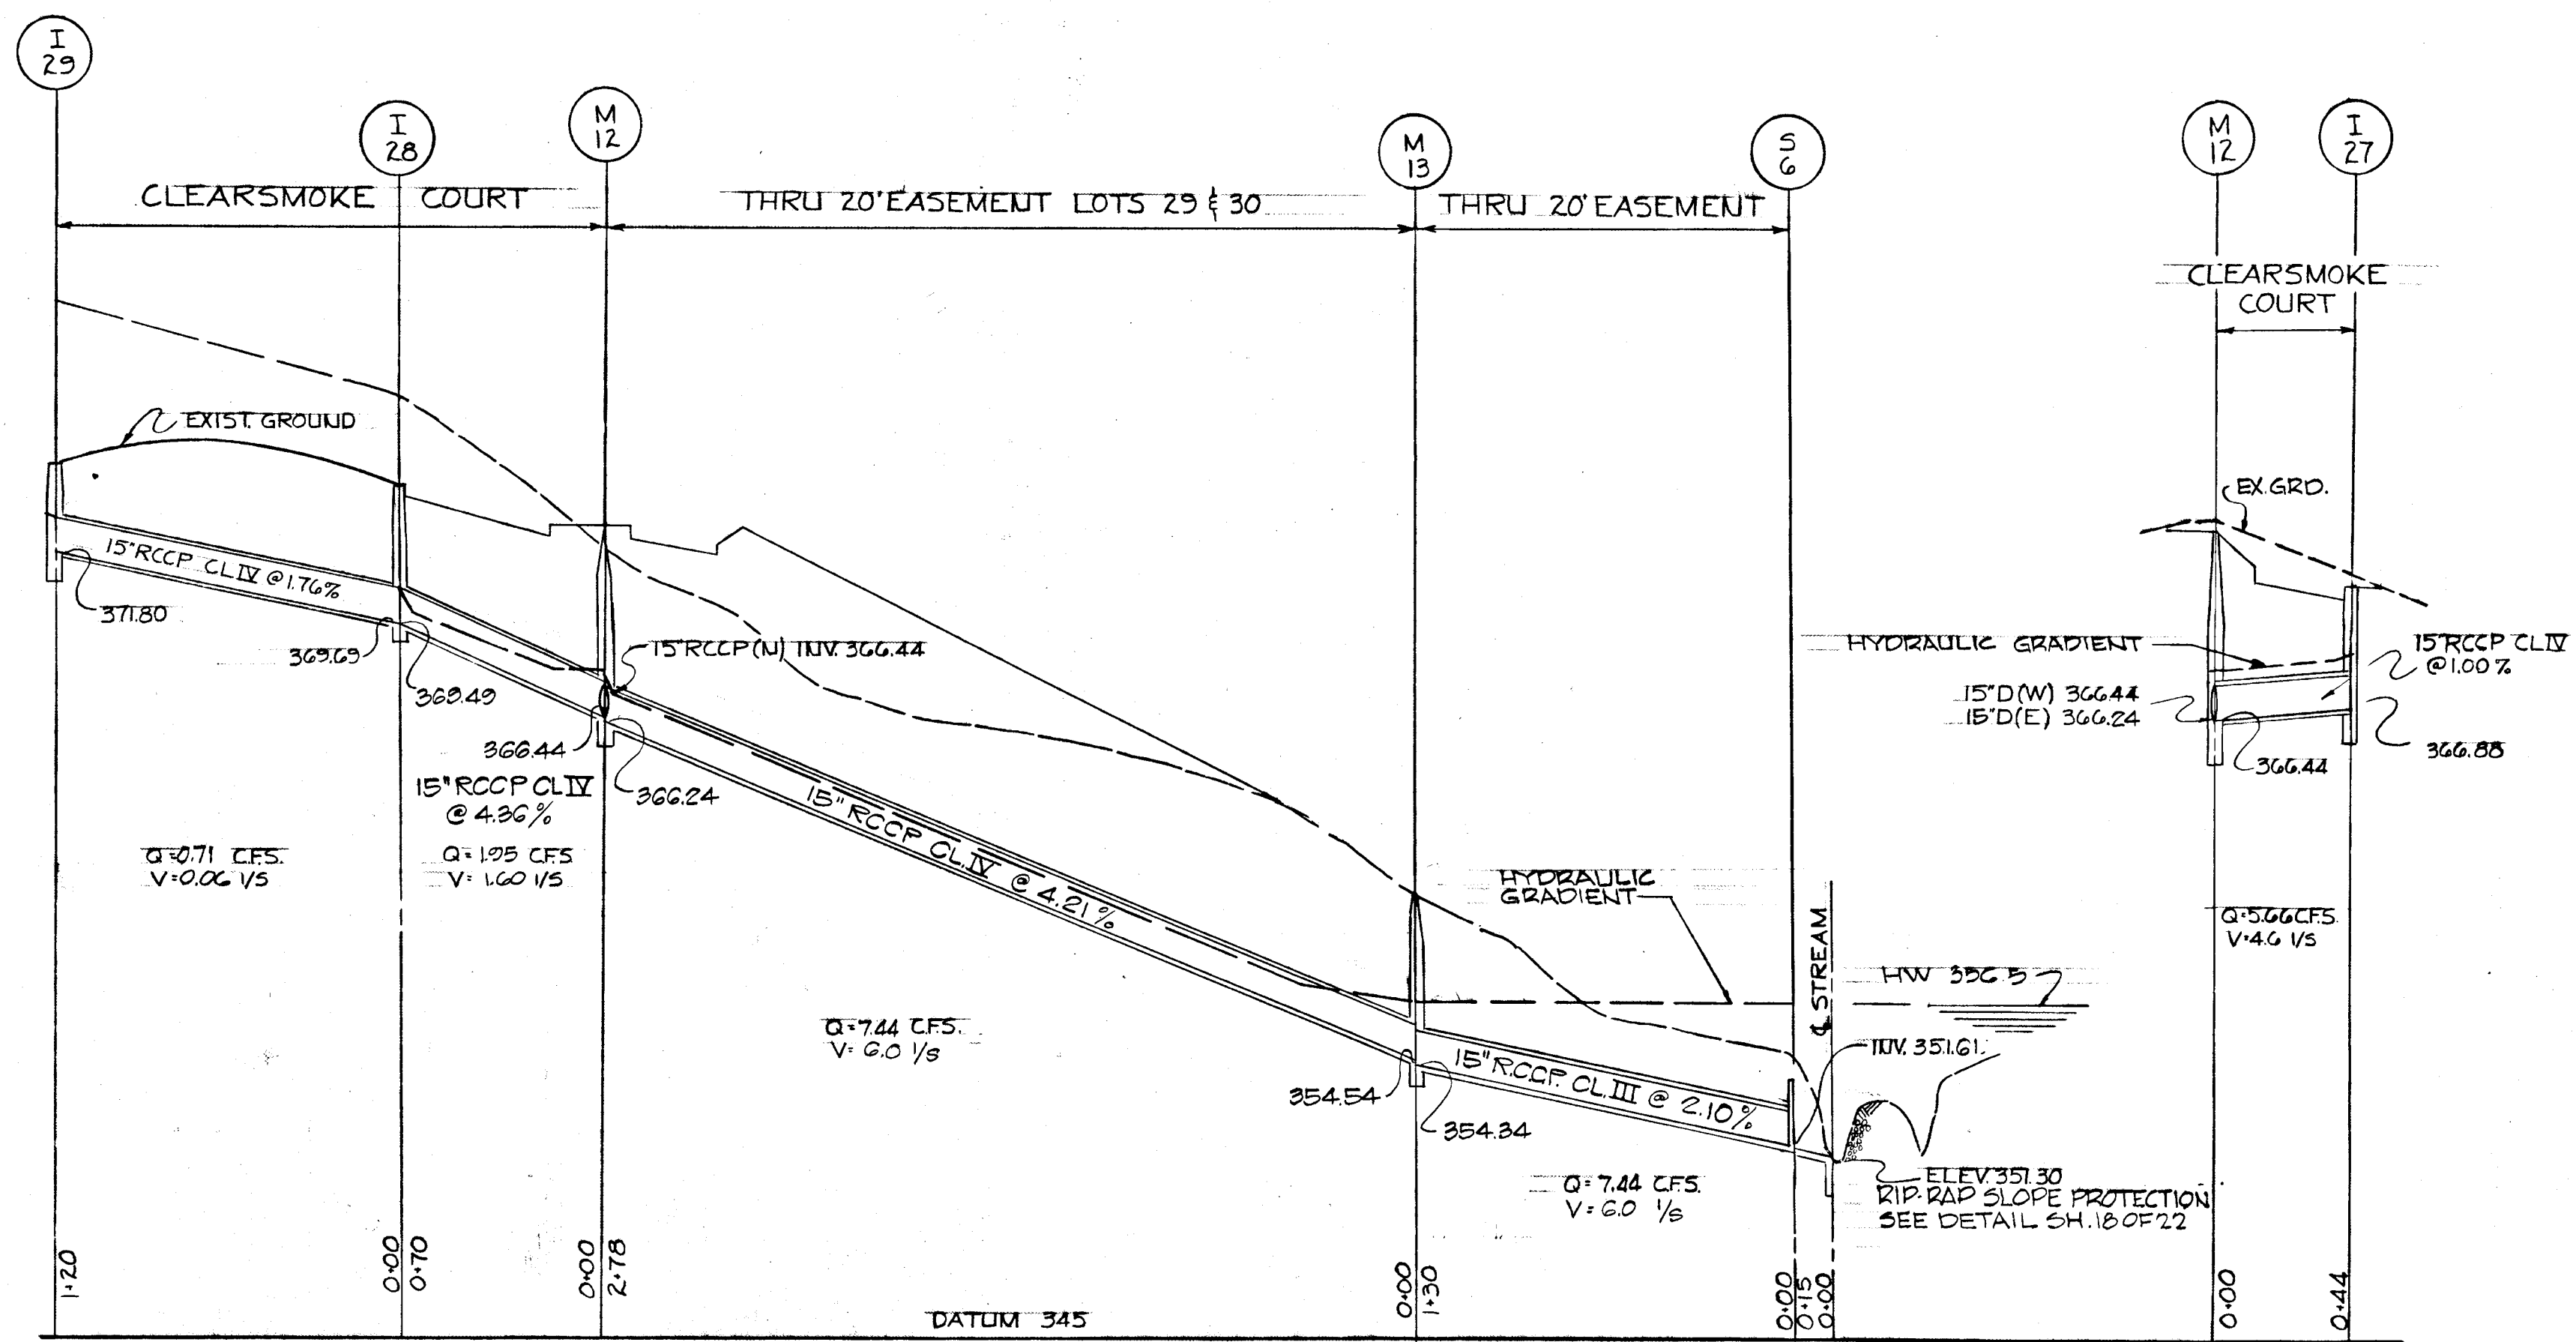 I
29
I
28
M
12
M
13
S
6
M
12
I
27
CLEARSMOKE COURT
THRU 20' EASEMENT LOTS 29 & 30
THRU 20' EASEMENT
CLEARSMOKE
COURT
EXIST. GROUND
EX. GRD.
15" RCCP CL IV @ 1.76%
371.80
369.69
369.49
15" RCCP (N) INV. 366.44
366.44
366.24
15" RCCP CL IV
@ 4.36%
15" RCCP CL. IV @ 4.21%
HYDRAULIC GRADIENT
15" RCCP CL IV
@ 1.00%
15" D (W) 366.44
15" D (E) 366.24
366.44
366.88
Q=0.71 C.F.S.
V=0.06 1/S
Q= 1.95 CFS
V= 1.60 1/S
Q=7.44 C.F.S.
V= 6.0 1/S
HYDRAULIC
GRADIENT
℄ STREAM
HW 356.5
INV. 351.61
Q=5.66 CFS.
V=4.6 1/S
354.54
354.34
15" R.C.C.P. CL. III @ 2.10%
Q= 7.44 C.F.S.
V= 6.0 1/S
ELEV. 351.30
RIP-RAP SLOPE PROTECTION
SEE DETAIL SH. 18 OF 22
1+20
0+00
0+70
0+00
2+78
0+00
1+30
0+00
0+15
0+00
0+00
0+44
DATUM 345